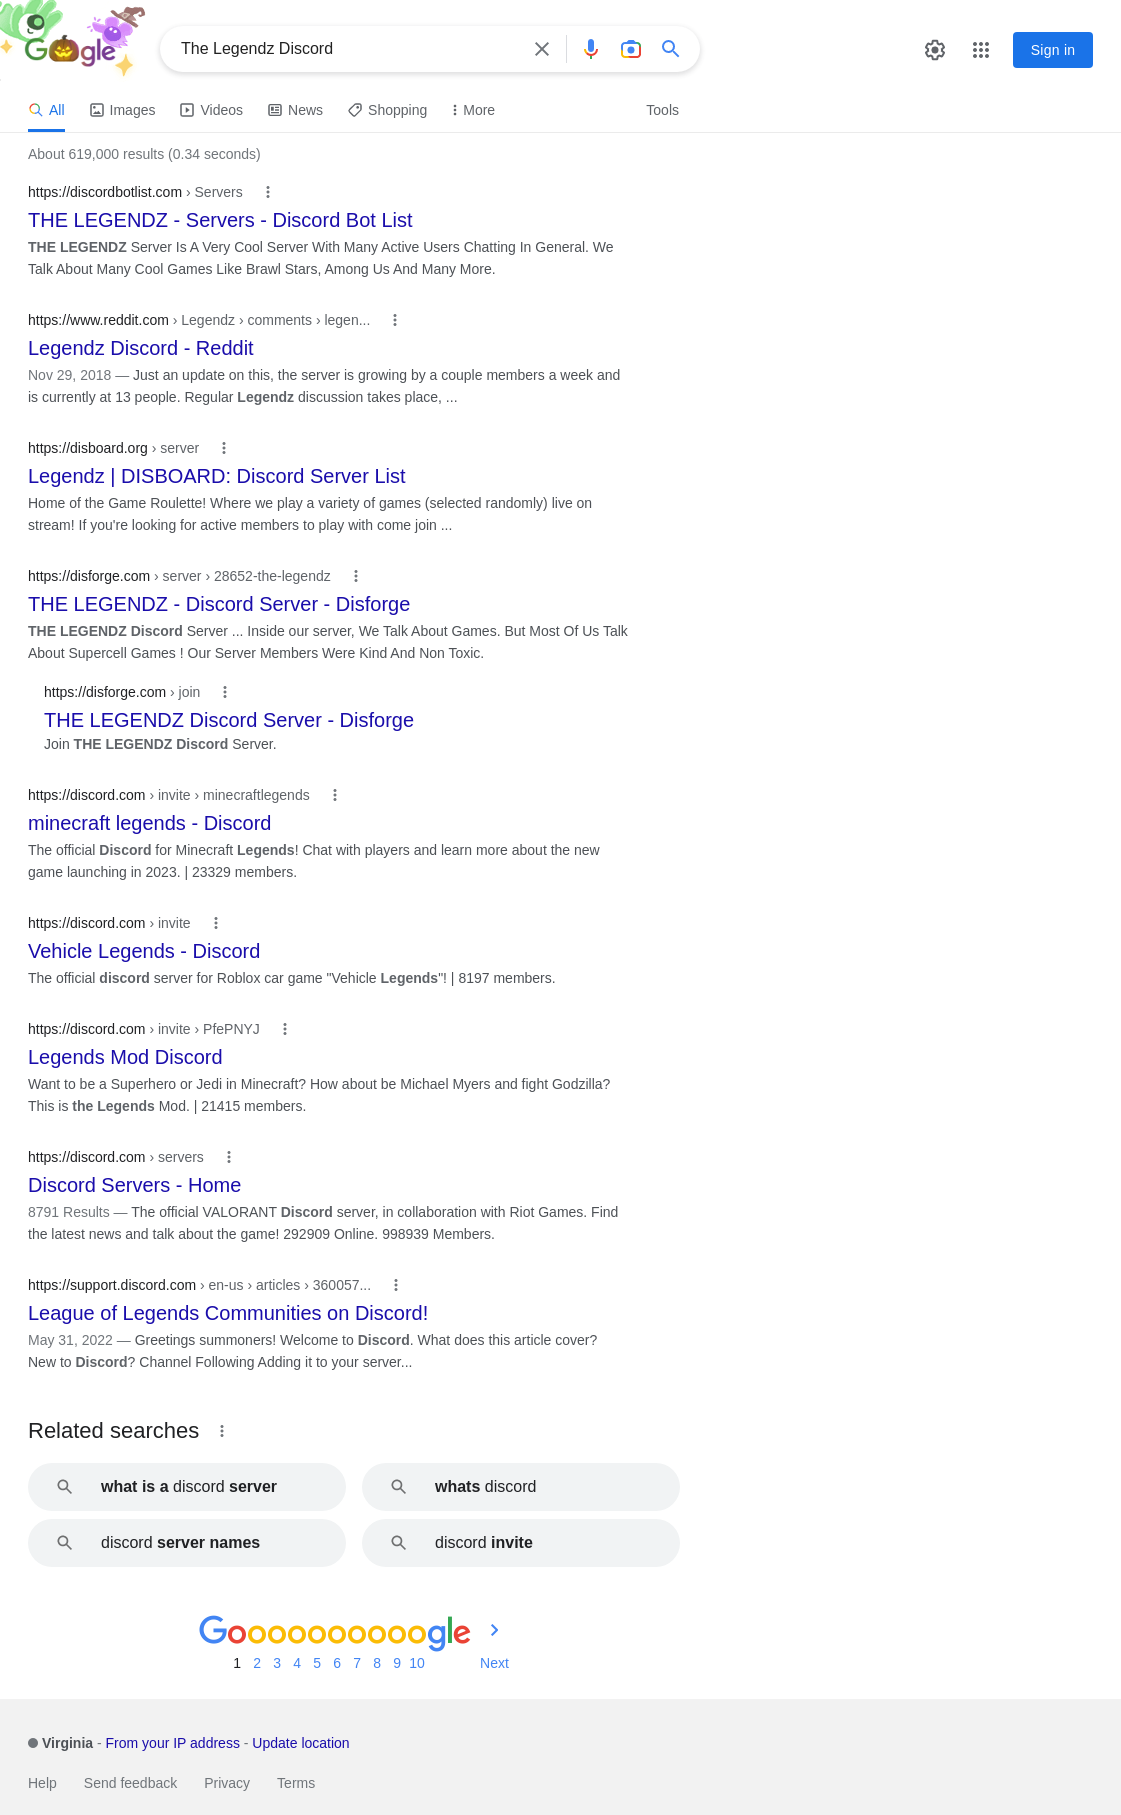 Google
The Legendz Discord
Sign in
All Images Videos News Shopping More Tools
About 619,000 results (0.34 seconds)
https://discordbotlist.com › Servers
THE LEGENDZ - Servers - Discord Bot List
THE LEGENDZ Server Is A Very Cool Server With Many Active Users Chatting In General. We
Talk About Many Cool Games Like Brawl Stars, Among Us And Many More.
https://www.reddit.com › Legendz › comments › legen...
Legendz Discord - Reddit
Nov 29, 2018 — Just an update on this, the server is growing by a couple members a week and
is currently at 13 people. Regular Legendz discussion takes place, ...
https://disboard.org › server
Legendz | DISBOARD: Discord Server List
Home of the Game Roulette! Where we play a variety of games (selected randomly) live on
stream! If you're looking for active members to play with come join ...
https://disforge.com › server › 28652-the-legendz
THE LEGENDZ - Discord Server - Disforge
THE LEGENDZ Discord Server ... Inside our server, We Talk About Games. But Most Of Us Talk
About Supercell Games ! Our Server Members Were Kind And Non Toxic.
https://disforge.com › join
THE LEGENDZ Discord Server - Disforge
Join THE LEGENDZ Discord Server.
https://discord.com › invite › minecraftlegends
minecraft legends - Discord
The official Discord for Minecraft Legends! Chat with players and learn more about the new
game launching in 2023. | 23329 members.
https://discord.com › invite
Vehicle Legends - Discord
The official discord server for Roblox car game "Vehicle Legends"! | 8197 members.
https://discord.com › invite › PfePNYJ
Legends Mod Discord
Want to be a Superhero or Jedi in Minecraft? How about be Michael Myers and fight Godzilla?
This is the Legends Mod. | 21415 members.
https://discord.com › servers
Discord Servers - Home
8791 Results — The official VALORANT Discord server, in collaboration with Riot Games. Find
the latest news and talk about the game! 292909 Online. 998939 Members.
https://support.discord.com › en-us › articles › 360057...
League of Legends Communities on Discord!
May 31, 2022 — Greetings summoners! Welcome to Discord. What does this article cover?
New to Discord? Channel Following Adding it to your server...
Related searches
what is a discord server
whats discord
discord server names
discord invite
Goooooooooogle
1 2 3 4 5 6 7 8 9 10 Next
Virginia - From your IP address - Update location
Help Send feedback Privacy Terms